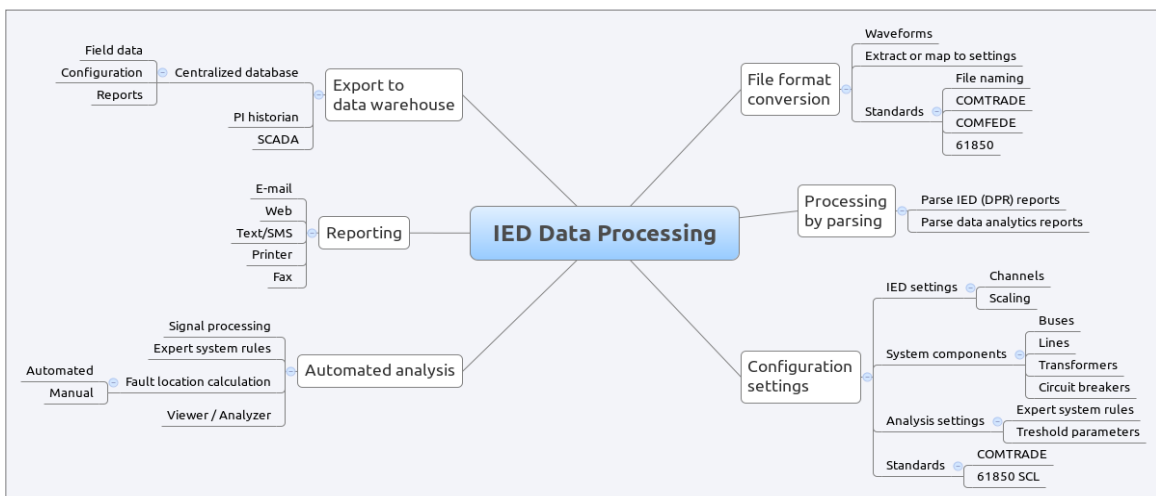 Field data
Configuration
Reports
Centralized database
PI historian
SCADA
Export to
data warehouse
E-mail
Web
Text/SMS
Printer
Fax
Reporting
Signal processing
Expert system rules
Automated
Manual
Fault location calculation
Viewer / Analyzer
Automated analysis
IED Data Processing
File format
conversion
Waveforms
Extract or map to settings
Standards
File naming
COMTRADE
COMFEDE
61850
Processing
by parsing
Parse IED (DPR) reports
Parse data analytics reports
Configuration
settings
IED settings
Channels
Scaling
System components
Buses
Lines
Transformers
Circuit breakers
Analysis settings
Expert system rules
Treshold parameters
Standards
COMTRADE
61850 SCL